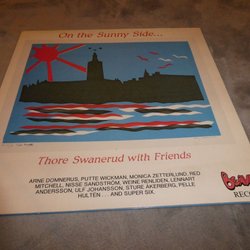 On the Sunny Side...
Thore Swanerud with Friends
ARNE DOMNERUS, PUTTE WICKMAN, MONICA ZETTERLUND, RED
MITCHELL, NISSE SANDSTRÖM, WEINE RENLIDEN, LENNART
ANDERSSON, ULF JOHANSSON, STURE ÅKERBERG, PELLE
HULTÉN . . . AND SUPER SIX.